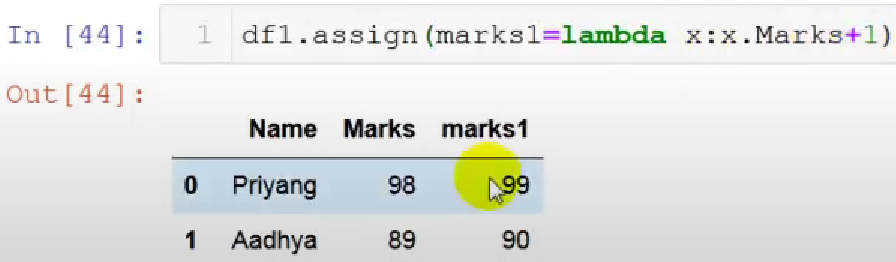 In [44]: 1 df1.assign(marks1=lambda x:x.Marks+1)
Out[44]:
Name Marks marks1
0 Priyang 98 99
1 Aadhya 89 90